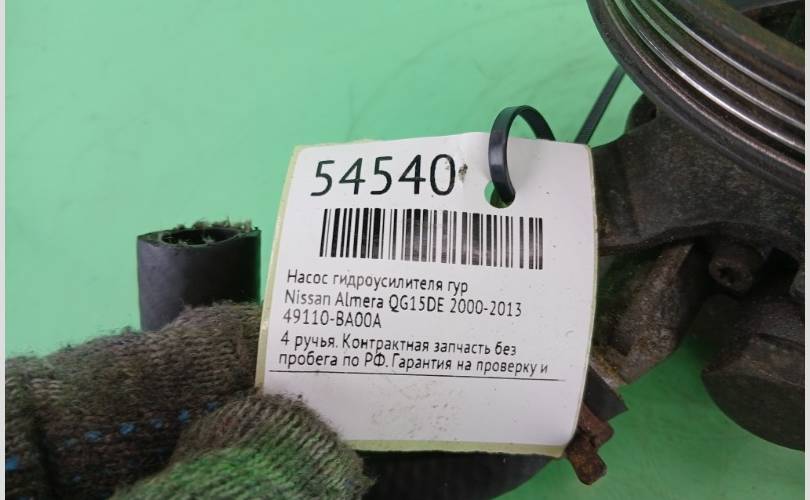 54540
Насос гидроусилителя гур
Nissan Almera QG15DE 2000-2013
49110-BA00A
4 ручья. Контрактная запчасть без
пробега по РФ. Гарантия на проверку и